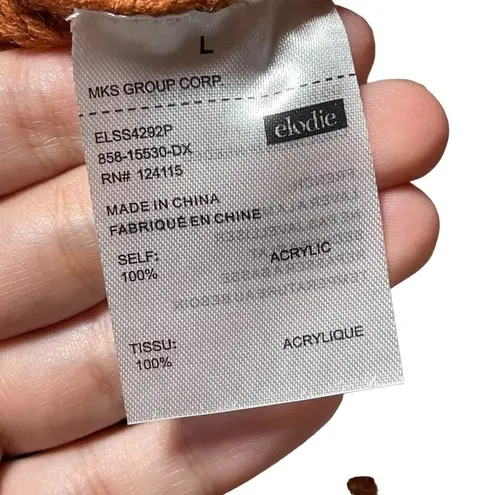 L
MKS GROUP CORP.
elodie
ELSS4292P
858-15530-DX
RN# 124115
MADE IN CHINA
FABRIQUÉ EN CHINE
SELF: ACRYLIC
100%
TISSU: ACRYLIQUE
100%